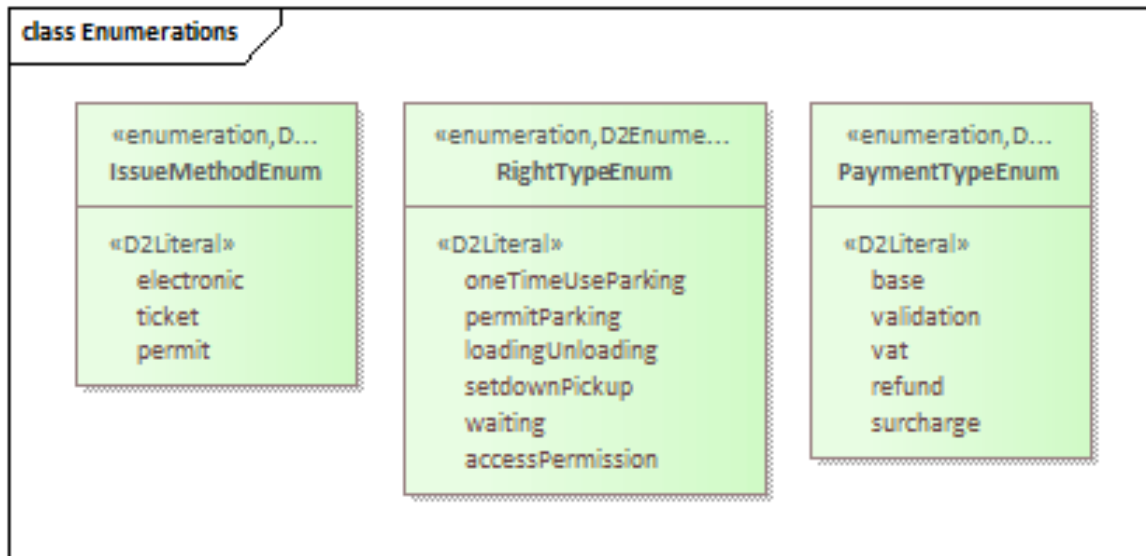 class Enumerations
«enumeration,D...
IssueMethodEnum
«D2Literal»
electronic
ticket
permit
«enumeration,D2Enume...
RightTypeEnum
«D2Literal»
oneTimeUseParking
permitParking
loadingUnloading
setdownPickup
waiting
accessPermission
«enumeration,D...
PaymentTypeEnum
«D2Literal»
base
validation
vat
refund
surcharge